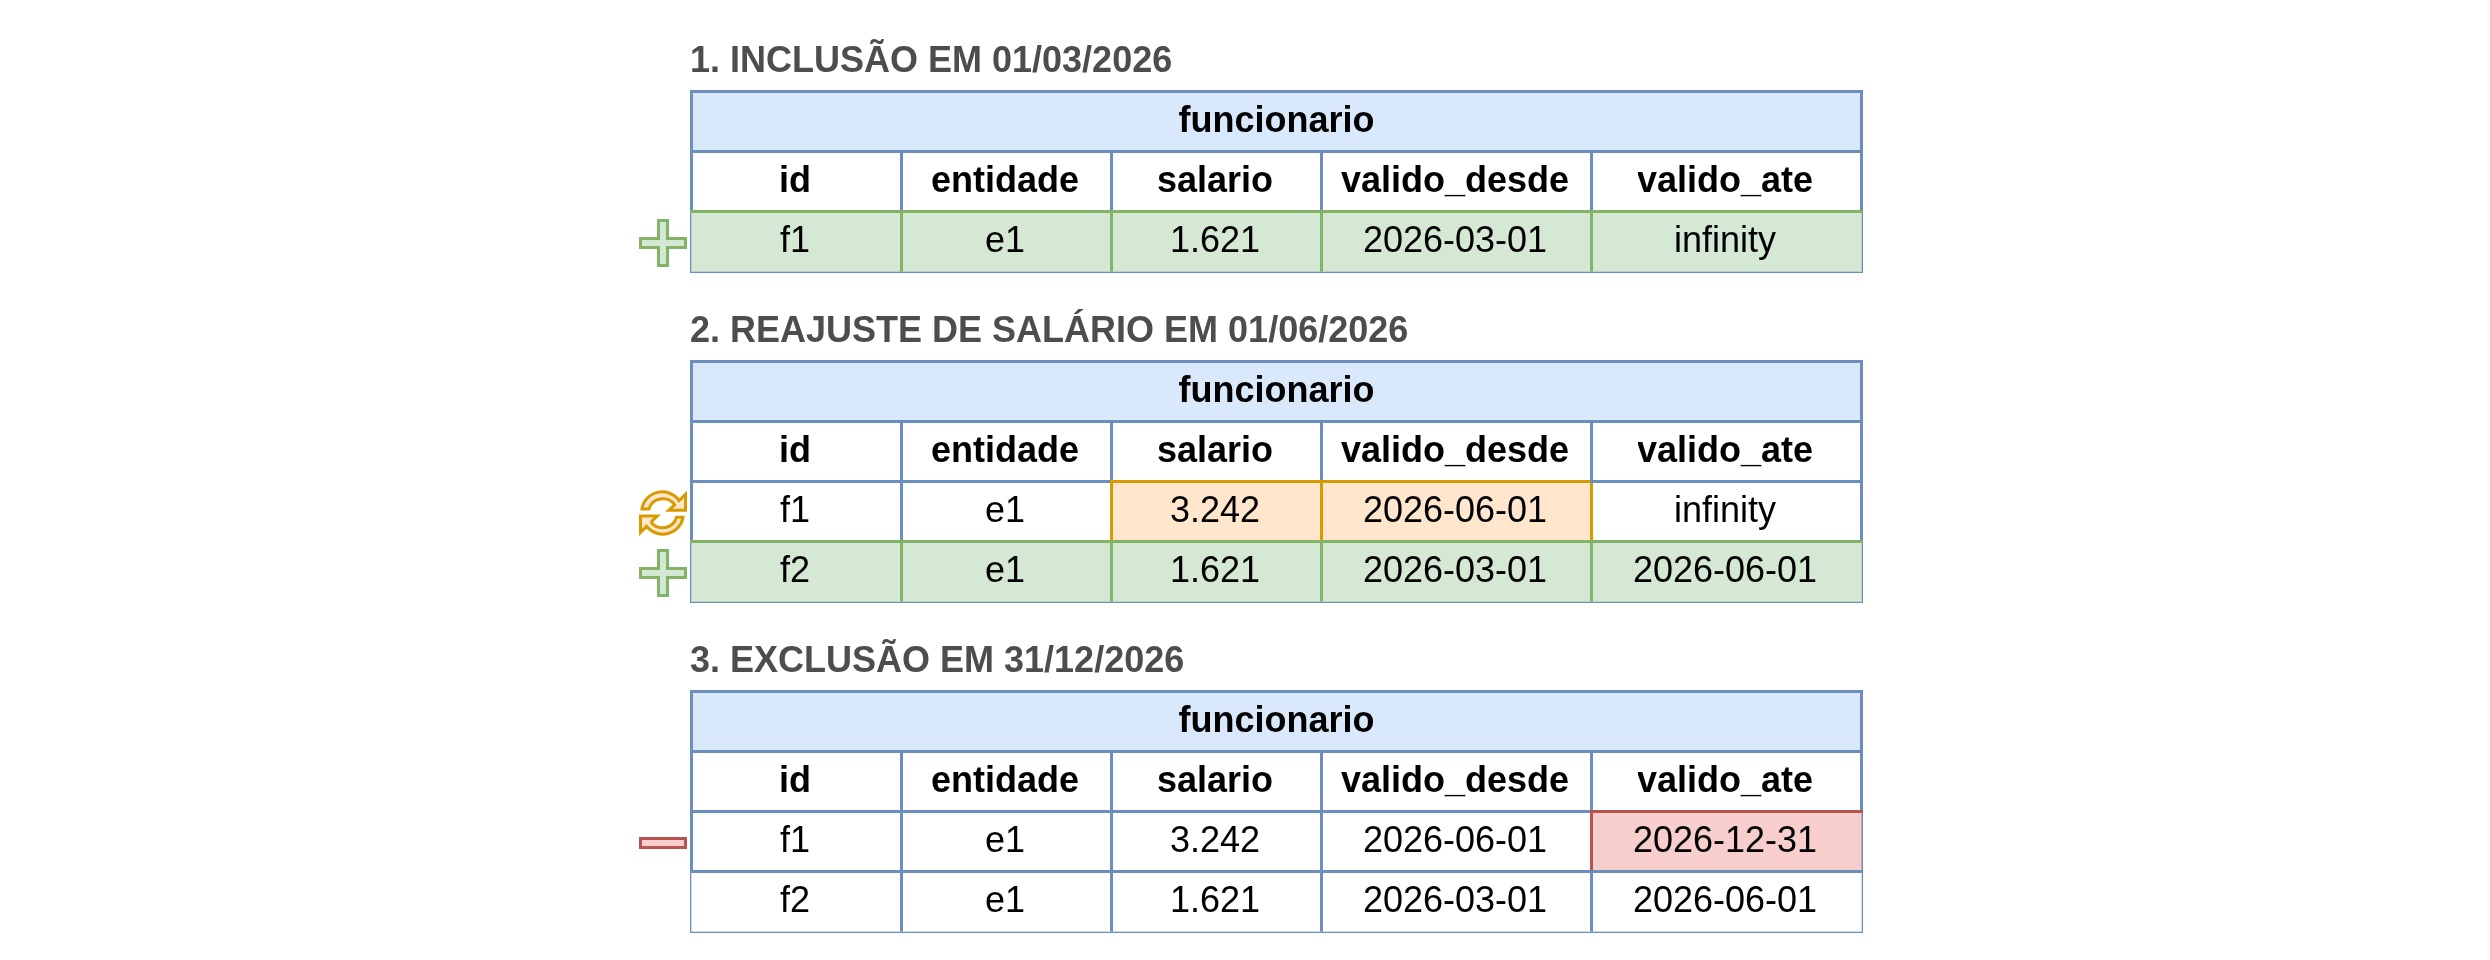 1. INCLUSÃO EM 01/03/2026
funcionario
id entidade salario valido_desde valido_ate
f1 e1 1.621 2026-03-01 infinity
2. REAJUSTE DE SALÁRIO EM 01/06/2026
funcionario
id entidade salario valido_desde valido_ate
f1 e1 3.242 2026-06-01 infinity
f2 e1 1.621 2026-03-01 2026-06-01
3. EXCLUSÃO EM 31/12/2026
funcionario
id entidade salario valido_desde valido_ate
f1 e1 3.242 2026-06-01 2026-12-31
f2 e1 1.621 2026-03-01 2026-06-01